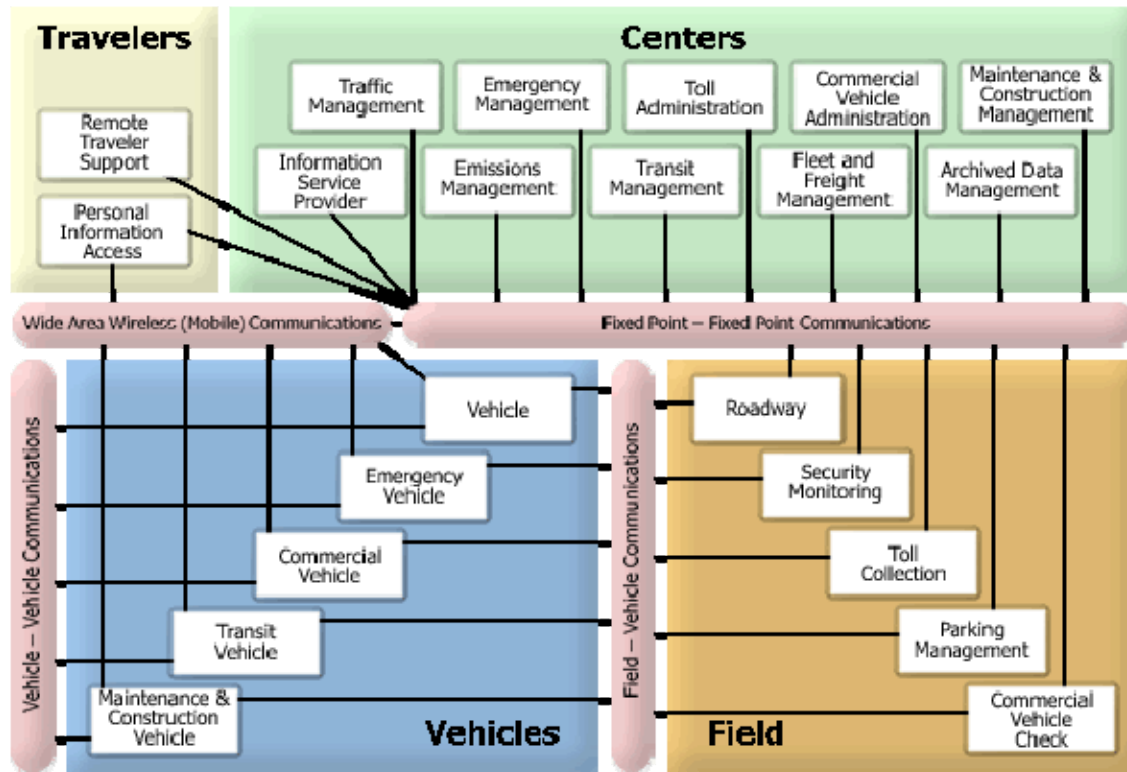 Travelers
Remote
Traveler
Support
Personal
Information
Access
Centers
Traffic
Management
Emergency
Management
Toll
Administration
Commercial
Vehicle
Administration
Maintenance &
Construction
Management
Information
Service
Provider
Emissions
Management
Transit
Management
Fleet and
Freight
Management
Archived Data
Management
Wide Area Wireless (Mobile) Communications
Fixed Point – Fixed Point Communications
Vehicle – Vehicle Communications
Vehicle
Emergency
Vehicle
Commercial
Vehicle
Transit
Vehicle
Maintenance &
Construction
Vehicle
Vehicles
Field – Vehicle Communications
Roadway
Security
Monitoring
Toll
Collection
Parking
Management
Commercial
Vehicle
Check
Field